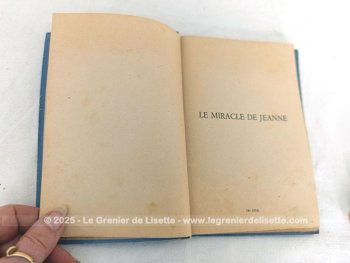 LE MIRACLE DE JEANNE
© 2025 - Le Grenier de Lisette - www.legrenierdelisette.com